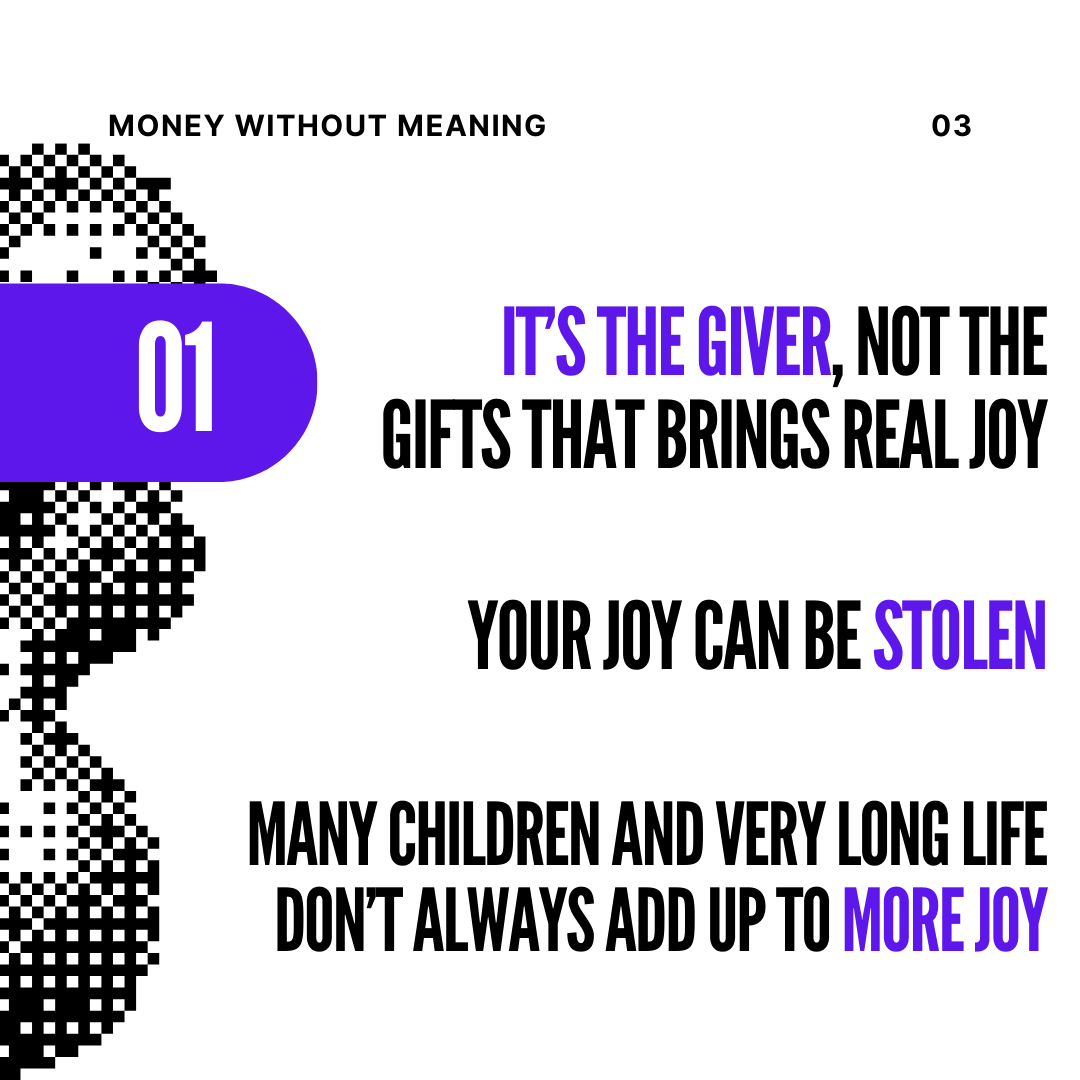 MONEY WITHOUT MEANING
03
01
IT’S THE GIVER, NOT THE
GIFTS THAT BRINGS REAL JOY
YOUR JOY CAN BE STOLEN
MANY CHILDREN AND VERY LONG LIFE
DON’T ALWAYS ADD UP TO MORE JOY